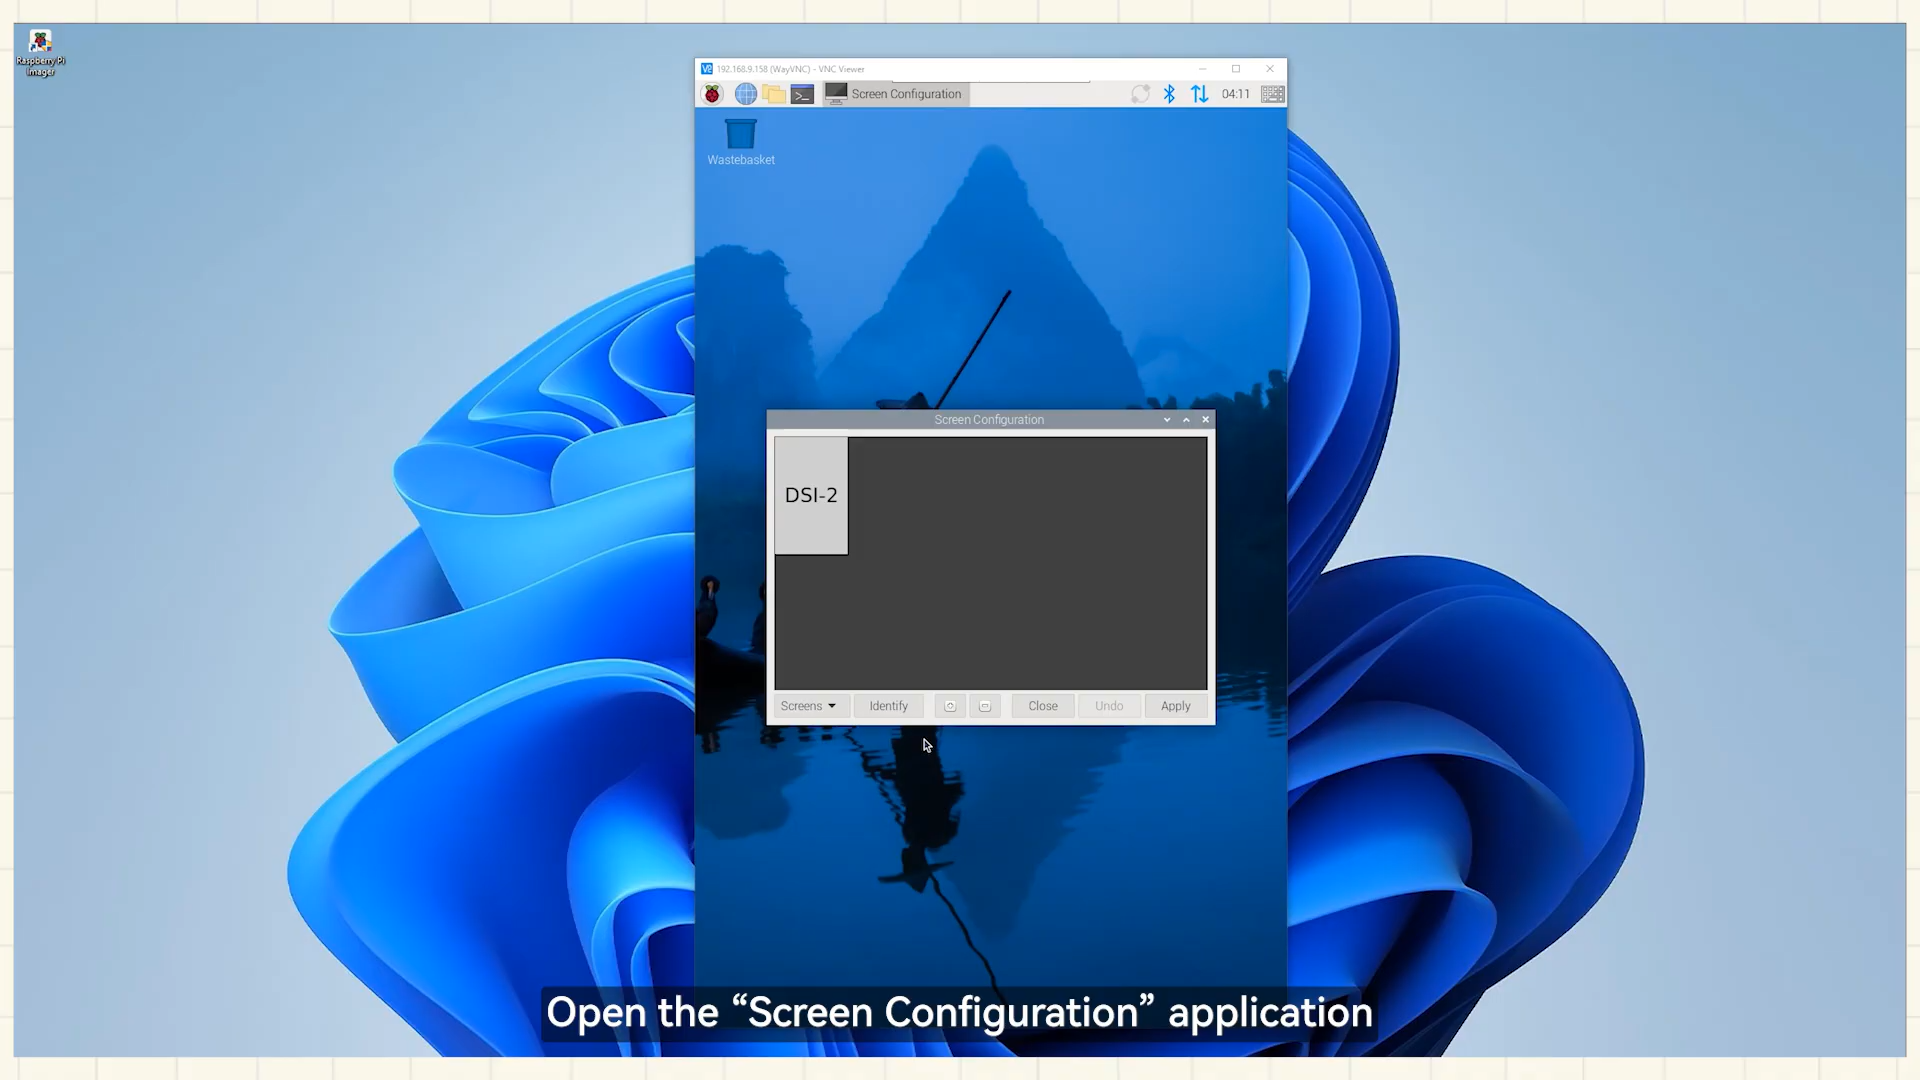 Raspberry Pi
Imager
192.168.9.158 (WayVNC) - VNC Viewer
Screen Configuration
04:11
Wastebasket
Screen Configuration
DSI-2
Screens
Identify
Close
Undo
Apply
Open the “Screen Configuration” application